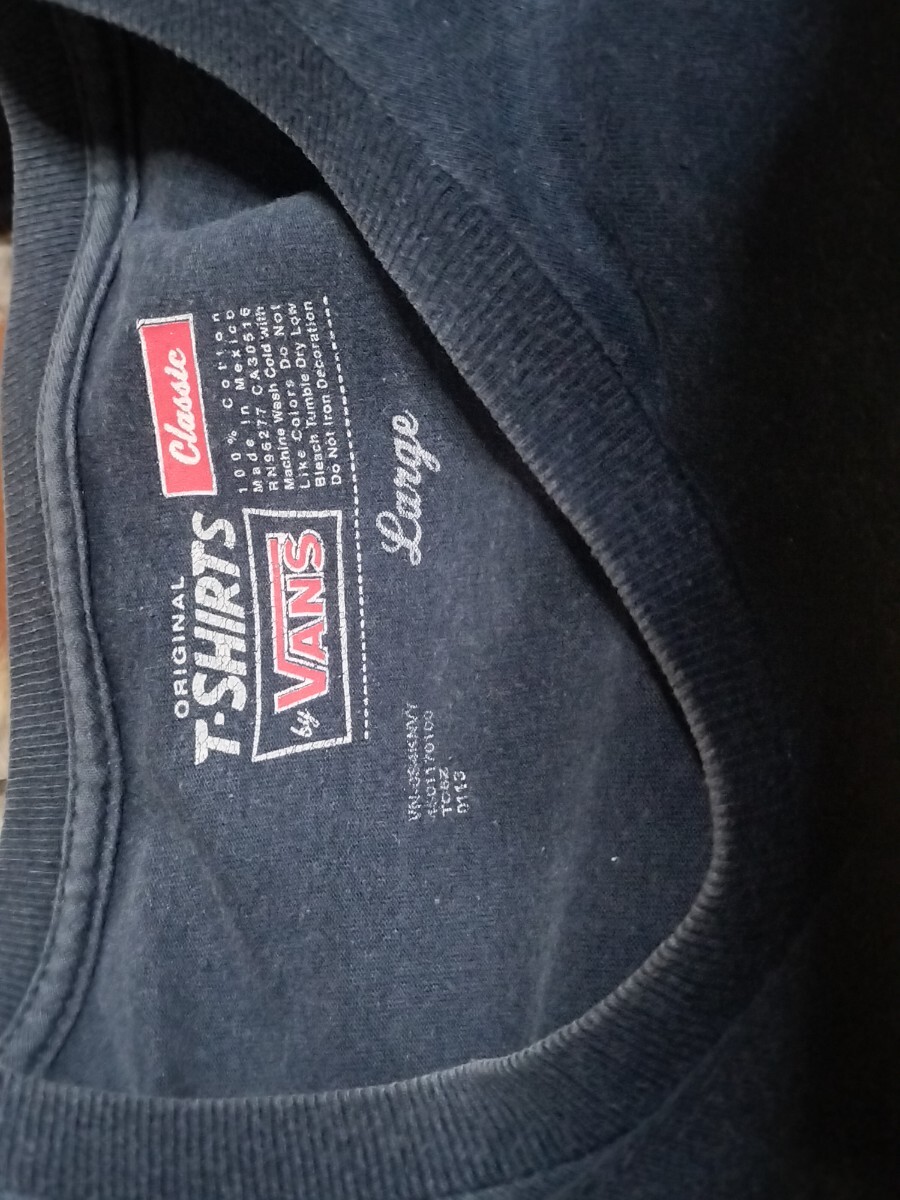 ORIGINAL
T-SHIRTS
by VANS
Classic
100% Cotton
Made in Mexico
RN96277 CA30516
Machine Wash Cold with
Like Colors Do Not
Bleach Tumble Dry Low
Do Not Iron Decoration
Large
4501170100
TC6Z
0113